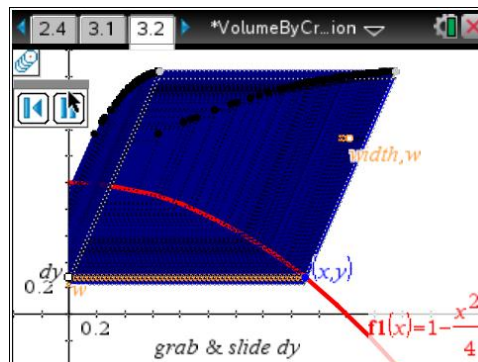 2.4 3.1 3.2 *VolumeByCr...ion
width,w
dy
(x,y)
0.2
w
0.2
f1(x)=1-x²/4
grab & slide dy